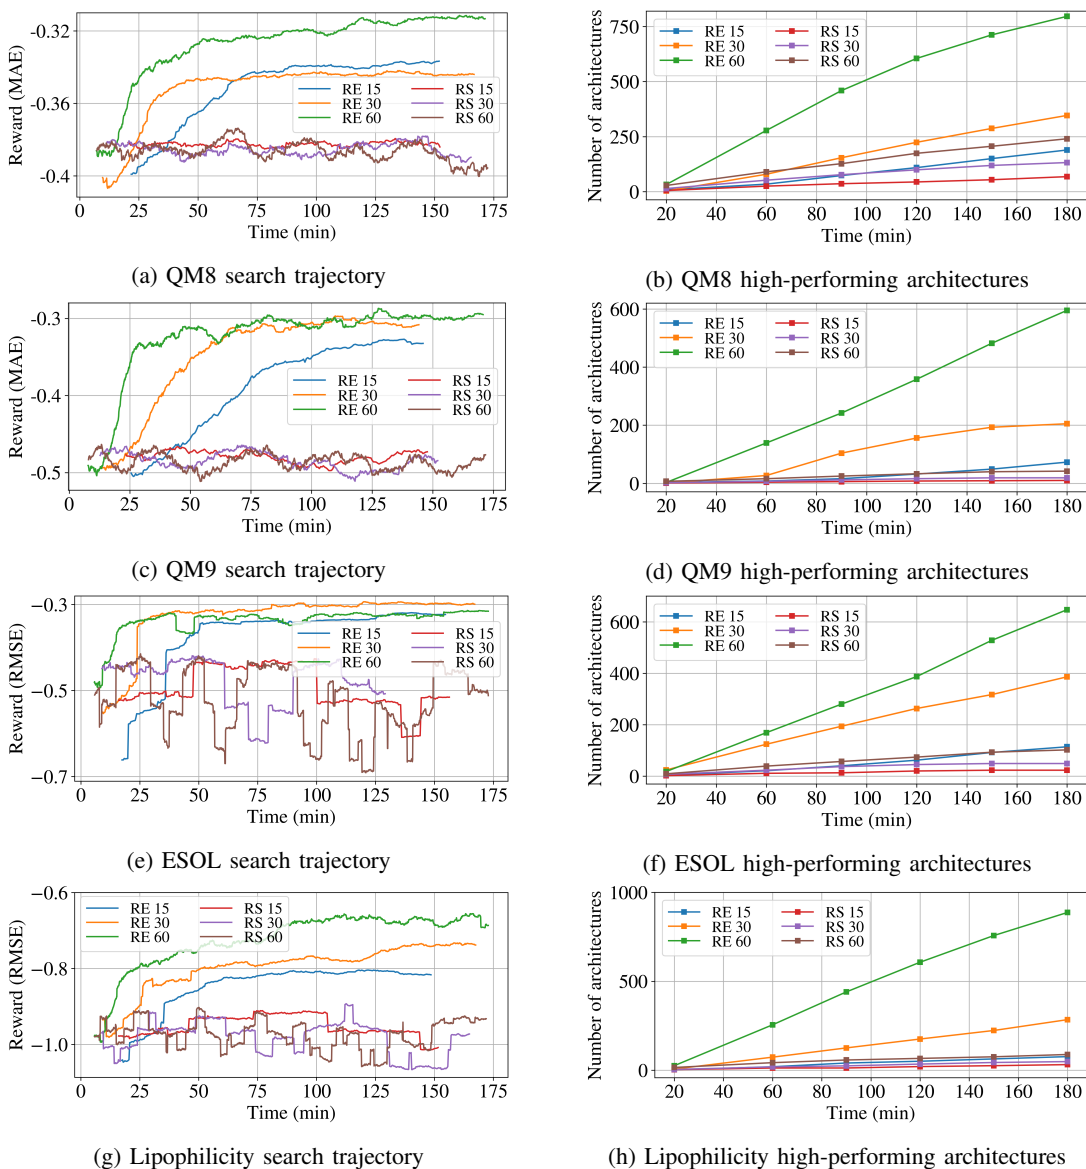 -0.32
-0.36
-0.4
Reward (MAE)
RE 15 RS 15
RE 30 RS 30
RE 60 RS 60
0 25 50 75 100 125 150 175
Time (min)
(a) QM8 search trajectory
750
500
250
0
Number of architectures
RE 15 RS 15
RE 30 RS 30
RE 60 RS 60
20 40 60 80 100 120 140 160 180
Time (min)
(b) QM8 high-performing architectures
-0.3
-0.4
-0.5
Reward (MAE)
RE 15 RS 15
RE 30 RS 30
RE 60 RS 60
0 25 50 75 100 125 150 175
Time (min)
(c) QM9 search trajectory
600
400
200
0
Number of architectures
RE 15 RS 15
RE 30 RS 30
RE 60 RS 60
20 40 60 80 100 120 140 160 180
Time (min)
(d) QM9 high-performing architectures
−0.3
−0.5
−0.7
Reward (RMSE)
RE 15 RS 15
RE 30 RS 30
RE 60 RS 60
0 25 50 75 100 125 150 175
Time (min)
(e) ESOL search trajectory
600
400
200
0
Number of architectures
RE 15 RS 15
RE 30 RS 30
RE 60 RS 60
20 40 60 80 100 120 140 160 180
Time (min)
(f) ESOL high-performing architectures
−0.6
−0.8
−1.0
Reward (RMSE)
RE 15 RS 15
RE 30 RS 30
RE 60 RS 60
0 25 50 75 100 125 150 175
Time (min)
(g) Lipophilicity search trajectory
1000
500
0
Number of architectures
RE 15 RS 15
RE 30 RS 30
RE 60 RS 60
20 40 60 80 100 120 140 160 180
Time (min)
(h) Lipophilicity high-performing architectures